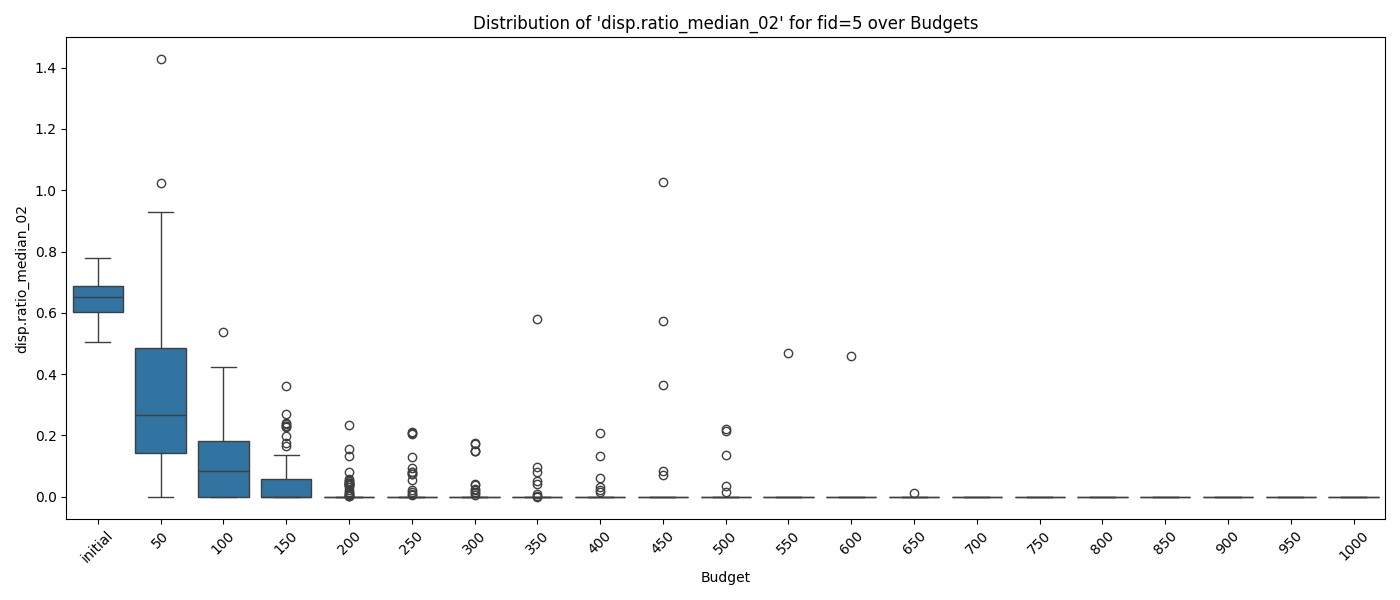 Distribution of 'disp.ratio_median_02' for fid=5 over Budgets
disp.ratio_median_02
1.4
1.2
1.0
0.8
0.6
0.4
0.2
0.0
initial 50 100 150 200 250 300 350 400 450 500 550 600 650 700 750 800 850 900 950 1000
Budget